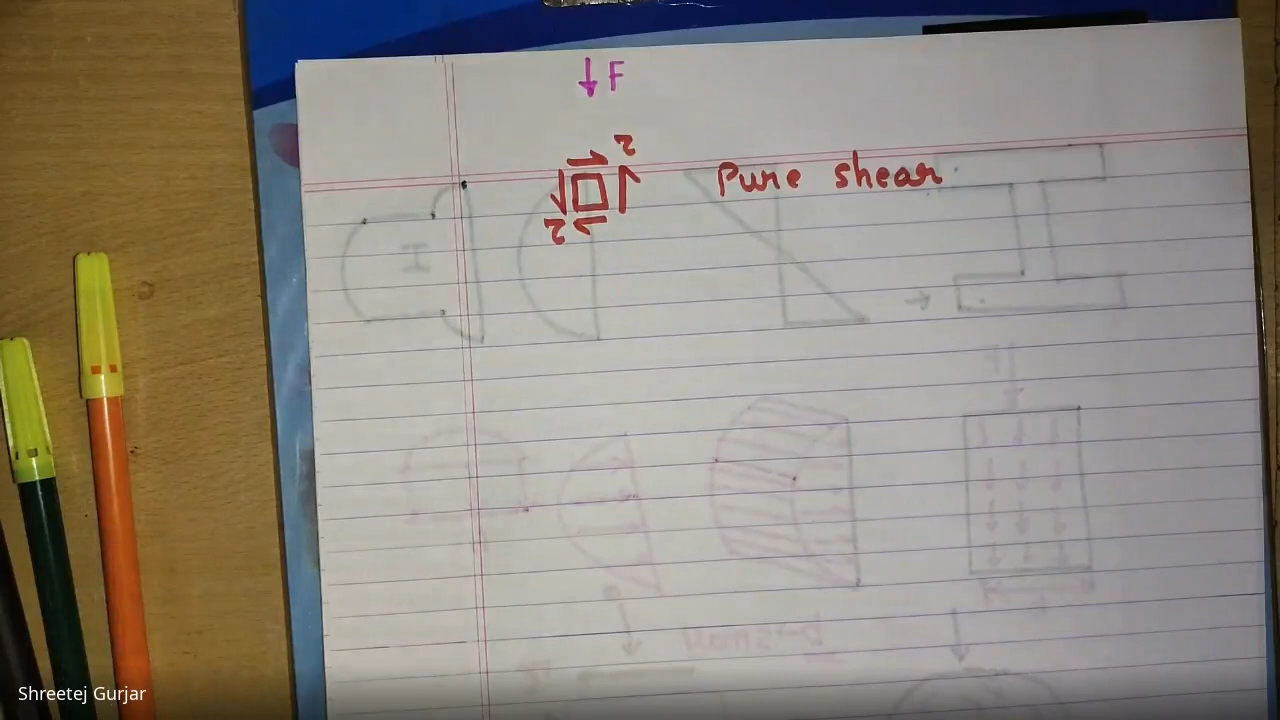 ↓ F
τ
Pure shear
τ
Shreetej Gurjar